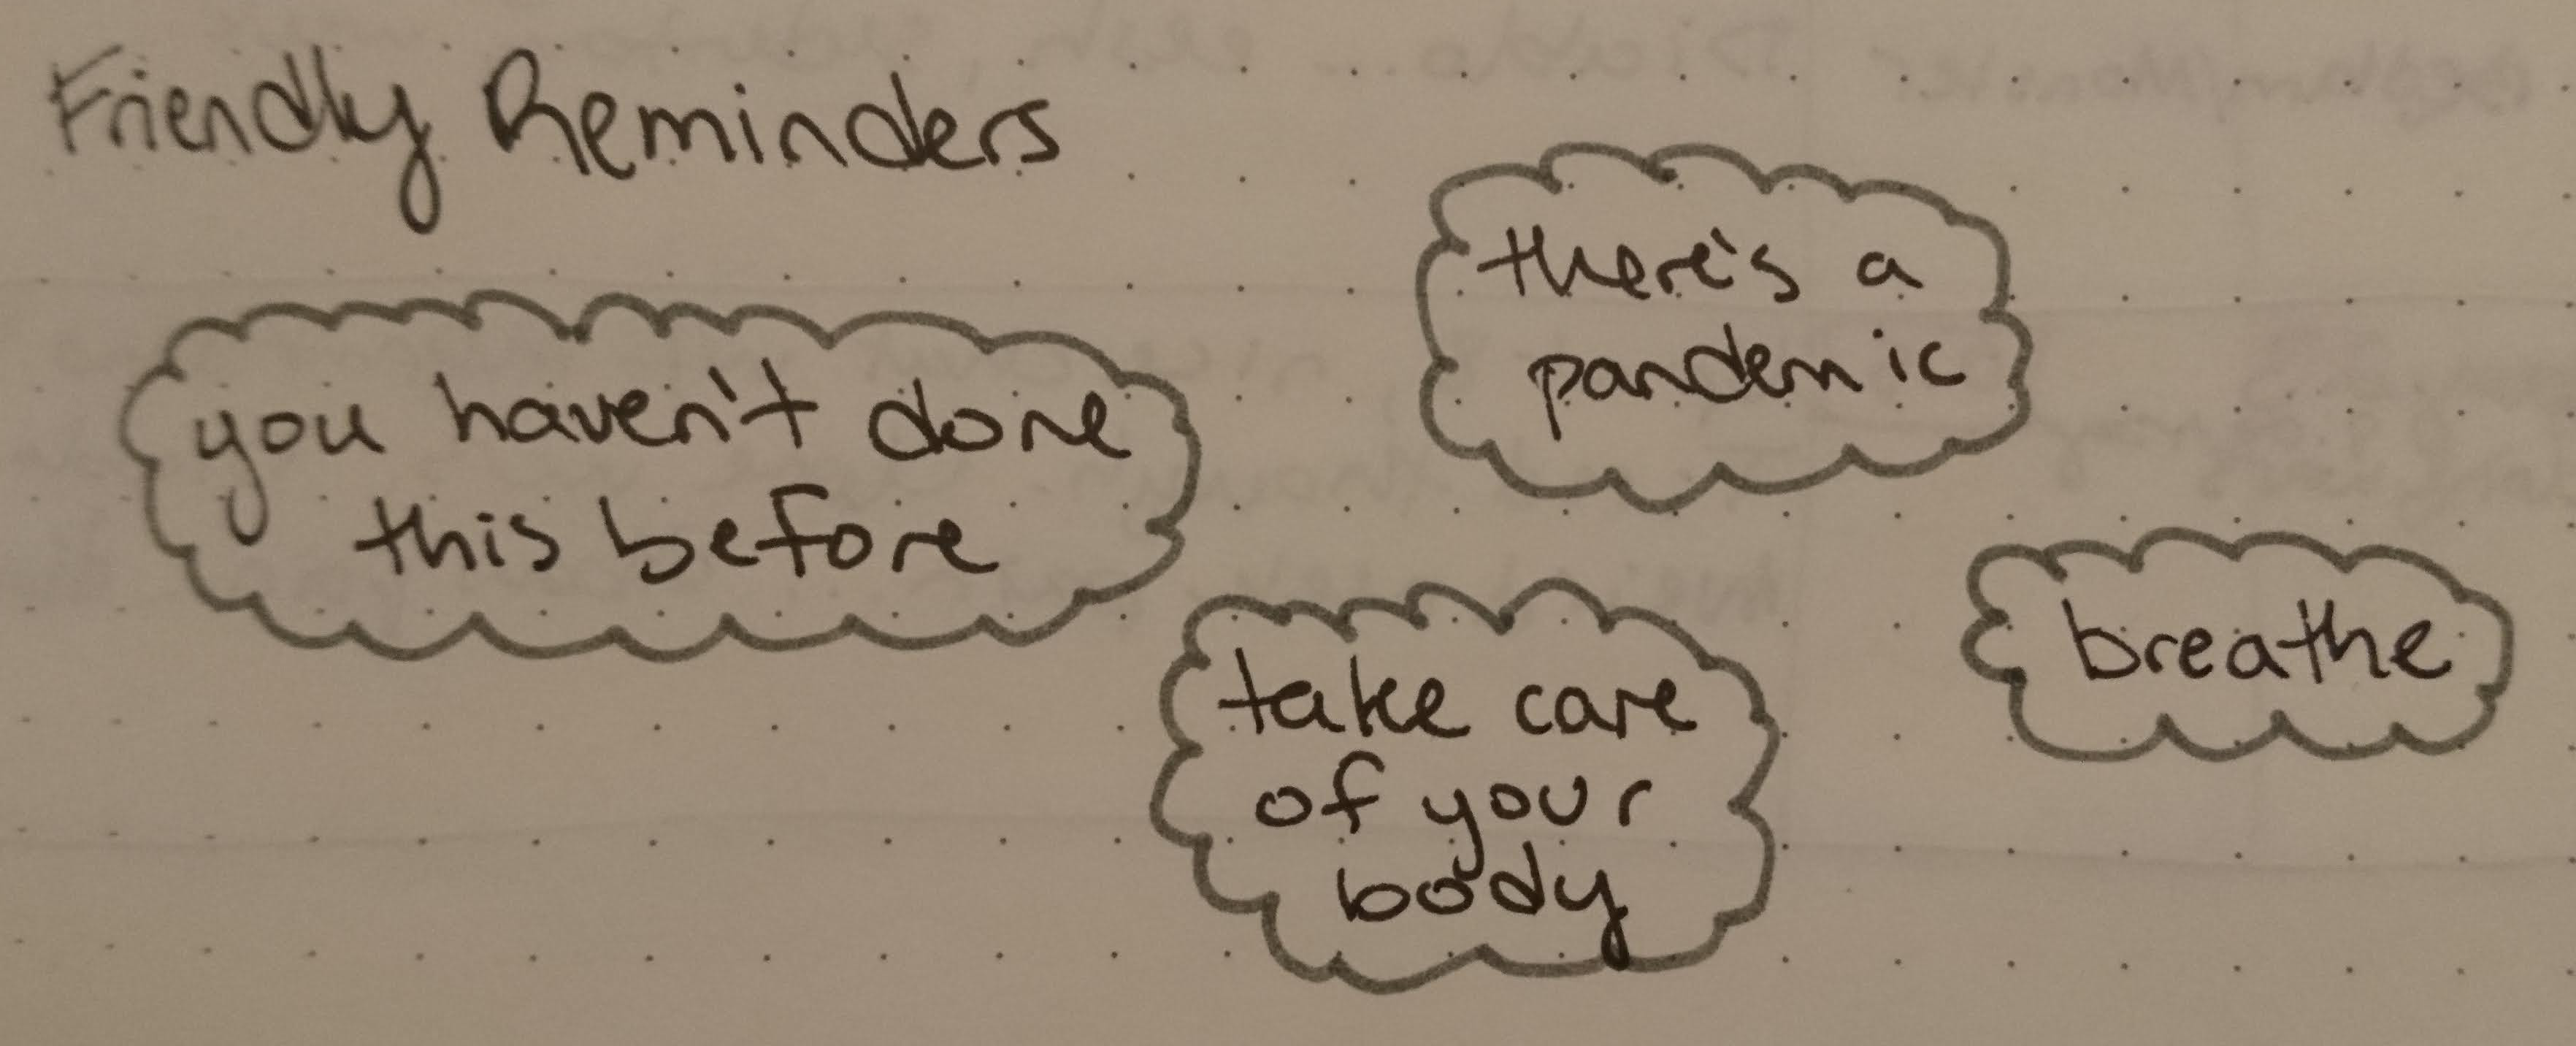 Friendly Reminders
there's a
pandemic
you haven't done
this before
breathe
take care
of your
body